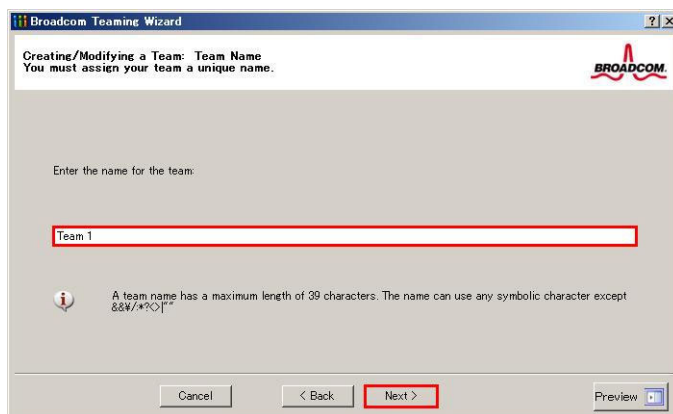 Broadcom Teaming Wizard
Creating/Modifying a Team: Team Name
You must assign your team a unique name.
BROADCOM.
Enter the name for the team:
Team 1
A team name has a maximum length of 39 characters. The name can use any symbolic character except
&&¥/:*?<>|""
Cancel
< Back
Next >
Preview